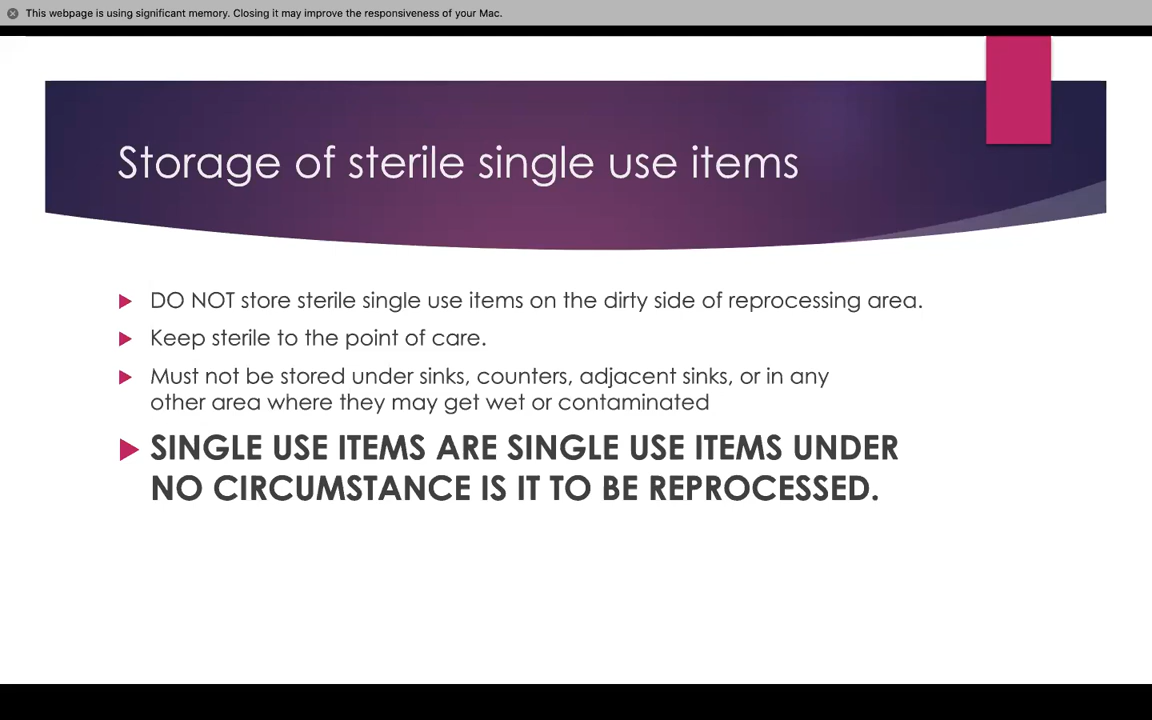 This webpage is using significant memory. Closing it may improve the responsiveness of your Mac.
Storage of sterile single use items
DO NOT store sterile single use items on the dirty side of reprocessing area.
Keep sterile to the point of care.
Must not be stored under sinks, counters, adjacent sinks, or in any
other area where they may get wet or contaminated
SINGLE USE ITEMS ARE SINGLE USE ITEMS UNDER
NO CIRCUMSTANCE IS IT TO BE REPROCESSED.